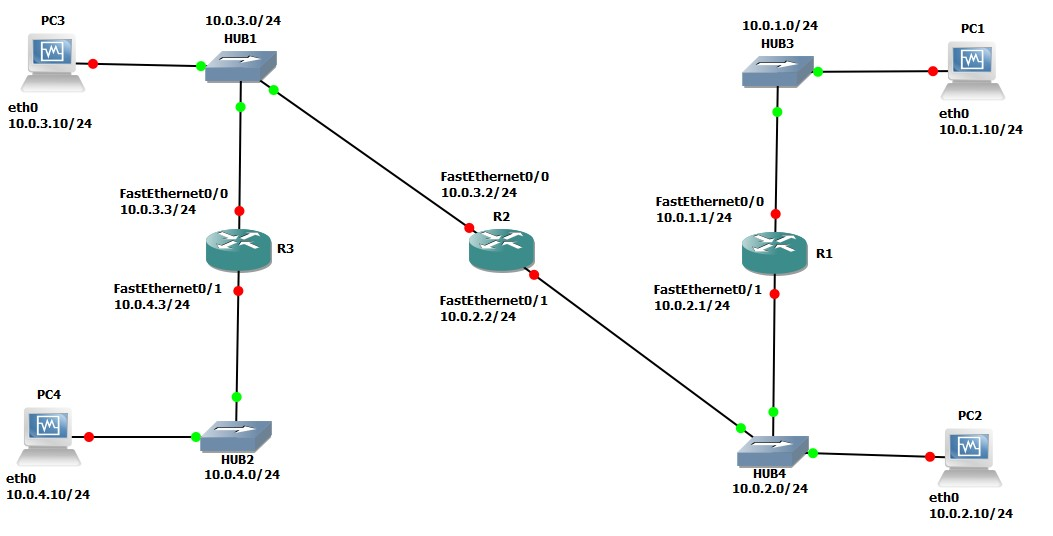 PC3
10.0.3.0/24
HUB1
eth0
10.0.3.10/24
10.0.1.0/24
HUB3
PC1
eth0
10.0.1.10/24
FastEthernet0/0
10.0.3.3/24
R3
FastEthernet0/1
10.0.4.3/24
FastEthernet0/0
10.0.3.2/24
R2
FastEthernet0/1
10.0.2.2/24
FastEthernet0/0
10.0.1.1/24
R1
FastEthernet0/1
10.0.2.1/24
PC4
eth0
10.0.4.10/24
HUB2
10.0.4.0/24
HUB4
10.0.2.0/24
PC2
eth0
10.0.2.10/24